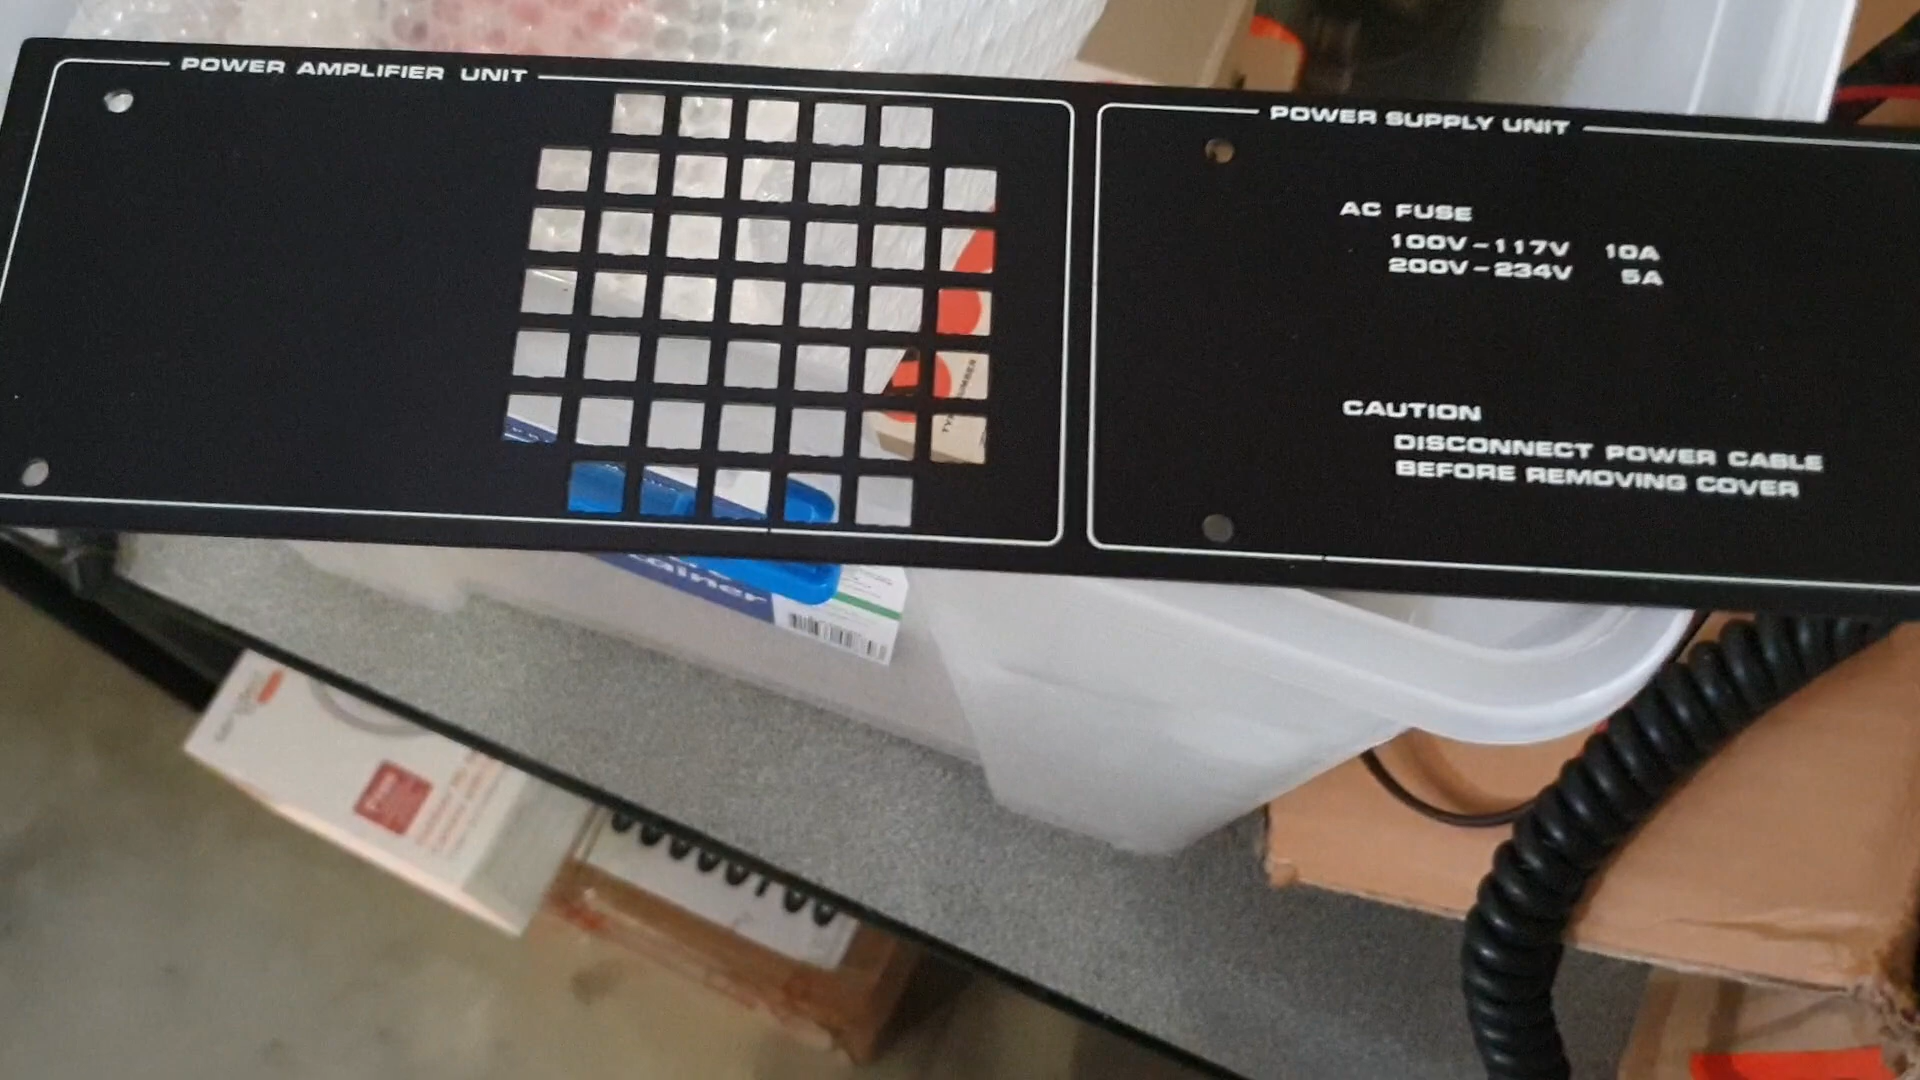 POWER AMPLIFIER UNIT
POWER SUPPLY UNIT
AC FUSE
100V-117V 10A
200V-234V 5A
CAUTION
DISCONNECT POWER CABLE
BEFORE REMOVING COVER